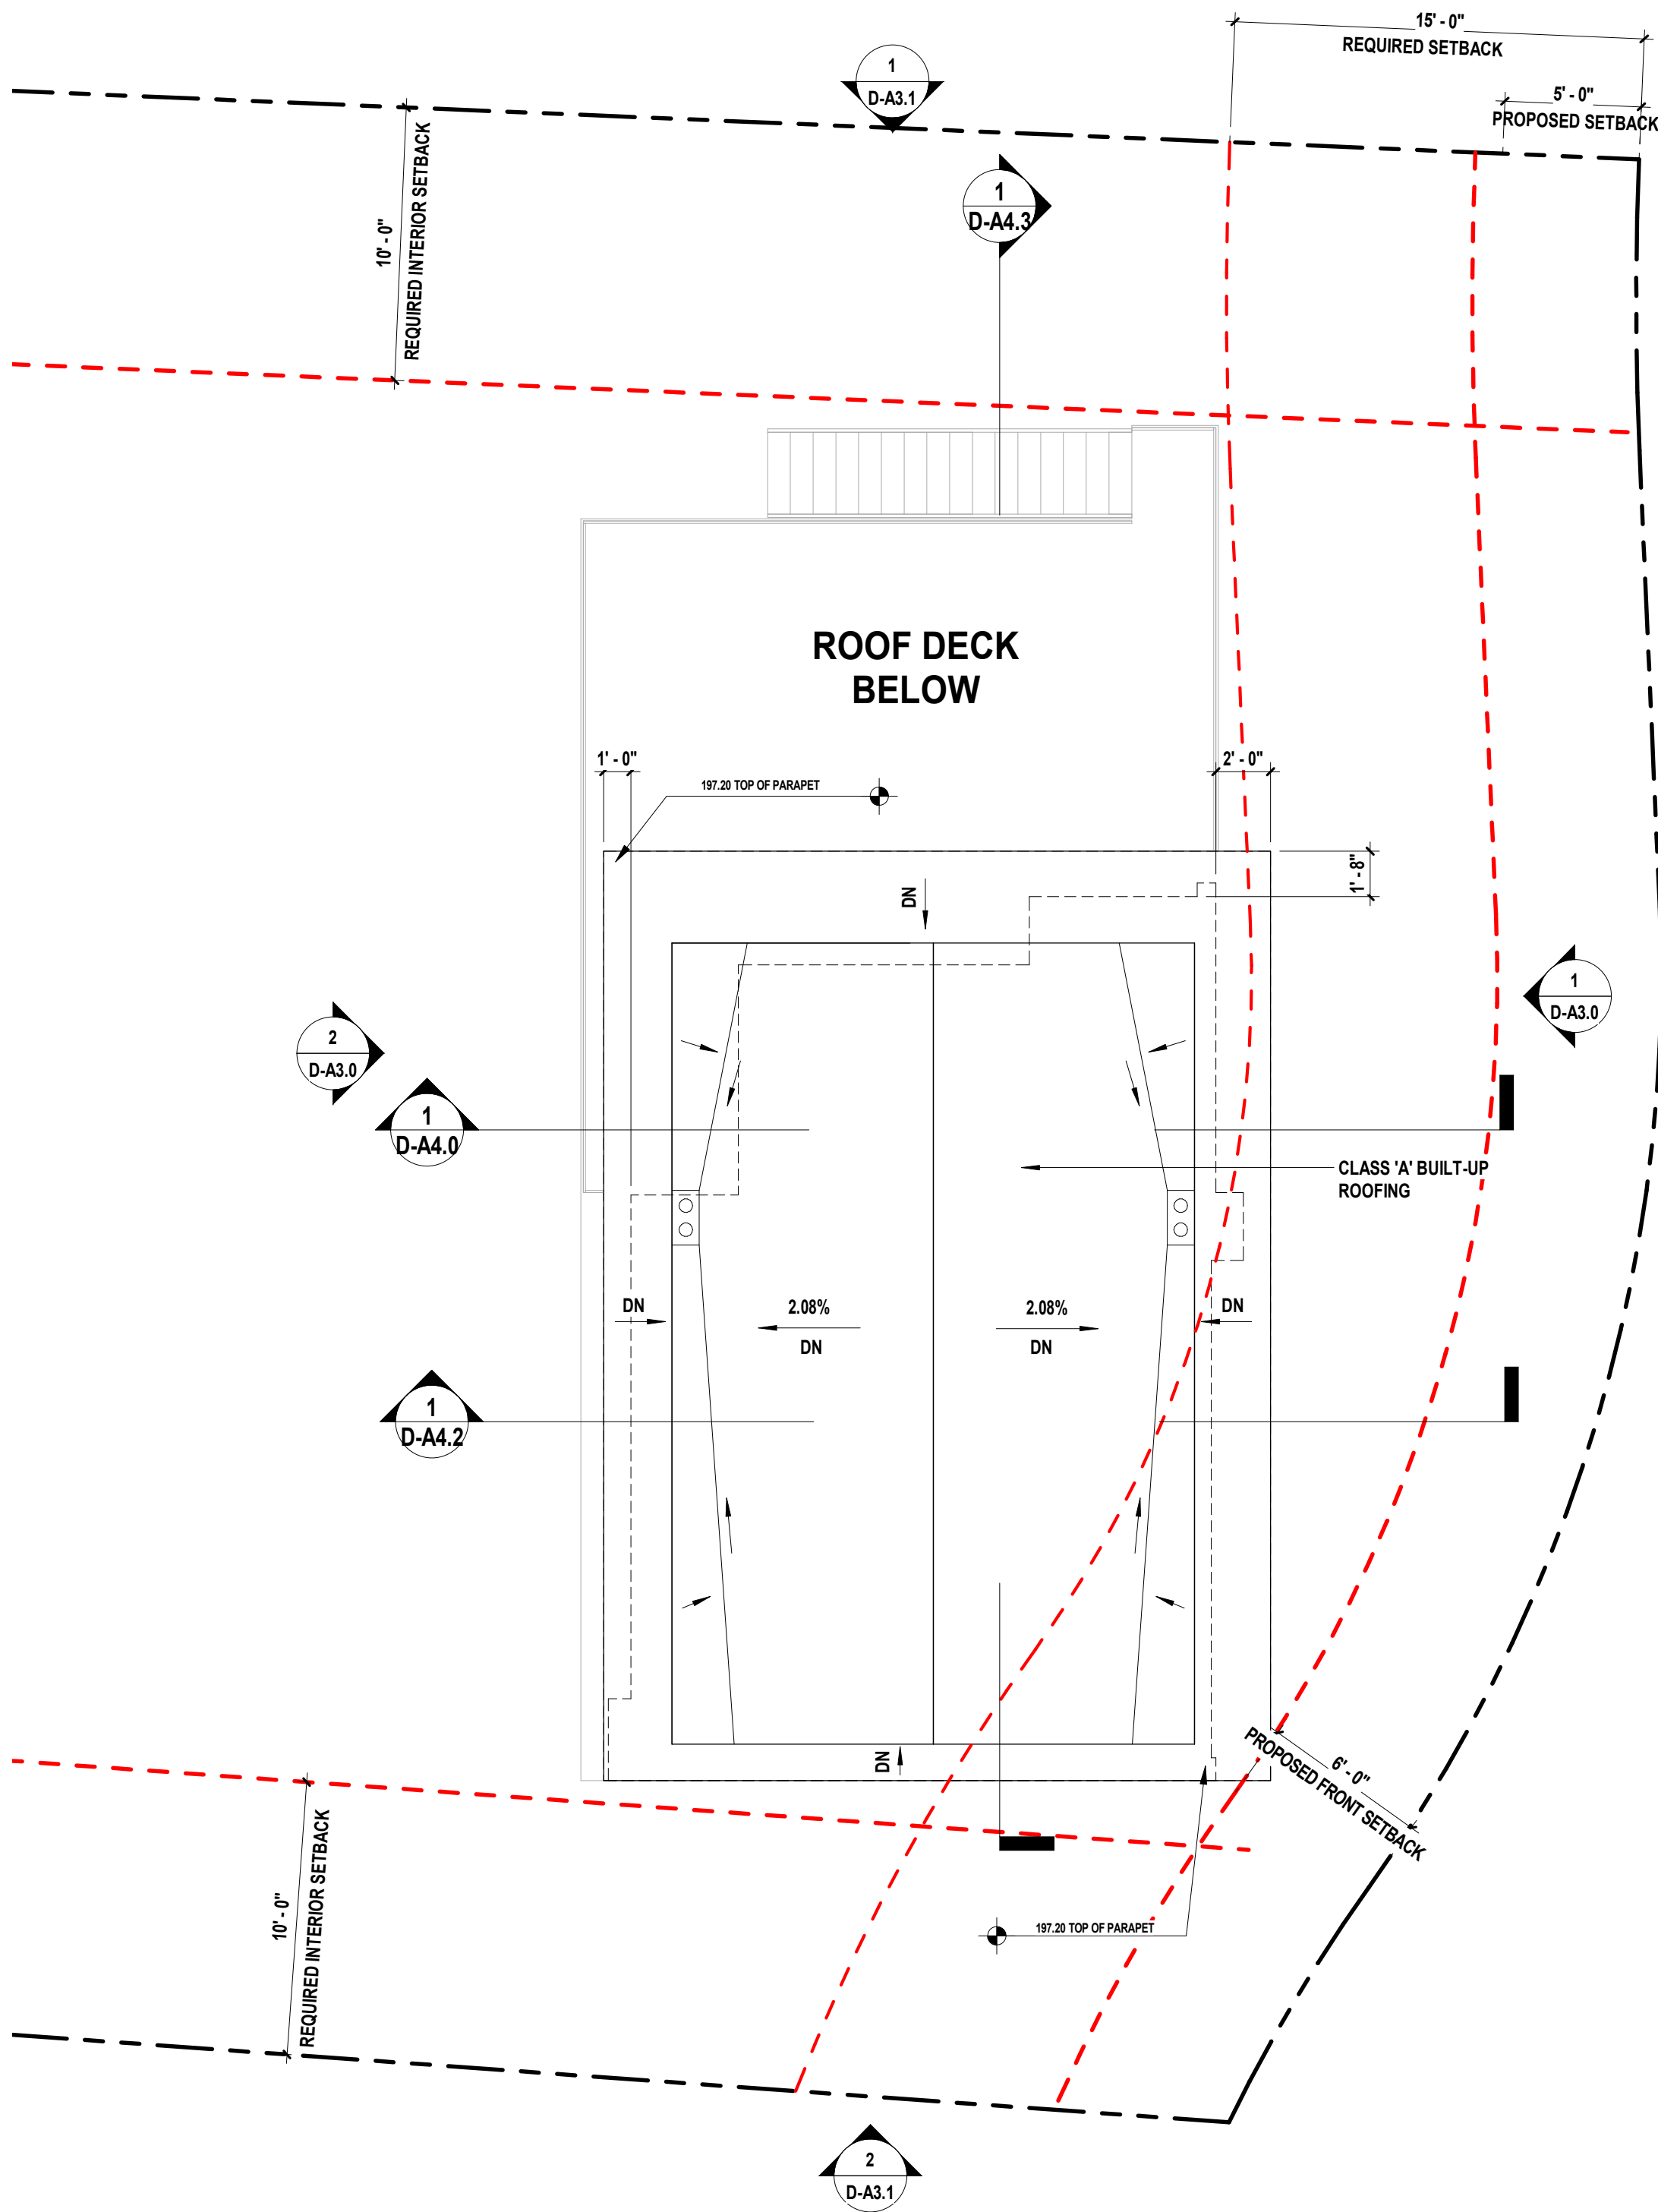 15' - 0"
REQUIRED SETBACK
1
D-A3.1
5' - 0"
PROPOSED SETBACK
10' - 0"
REQUIRED INTERIOR SETBACK
1
D-A4.3
ROOF DECK
BELOW
1' - 0"
2' - 0"
197.20 TOP OF PARAPET
1' - 8"
DN
1
D-A3.0
2
D-A3.0
1
D-A4.0
CLASS 'A' BUILT-UP
ROOFING
DN
2.08%
DN
2.08%
DN
DN
1
D-A4.2
DN
6' - 0"
PROPOSED FRONT SETBACK
10' - 0"
REQUIRED INTERIOR SETBACK
197.20 TOP OF PARAPET
2
D-A3.1